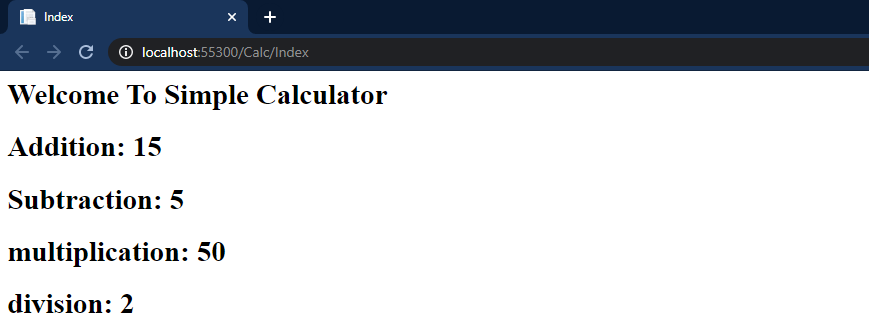 Index
localhost:55300/Calc/Index
Welcome To Simple Calculator
Addition: 15
Subtraction: 5
multiplication: 50
division: 2